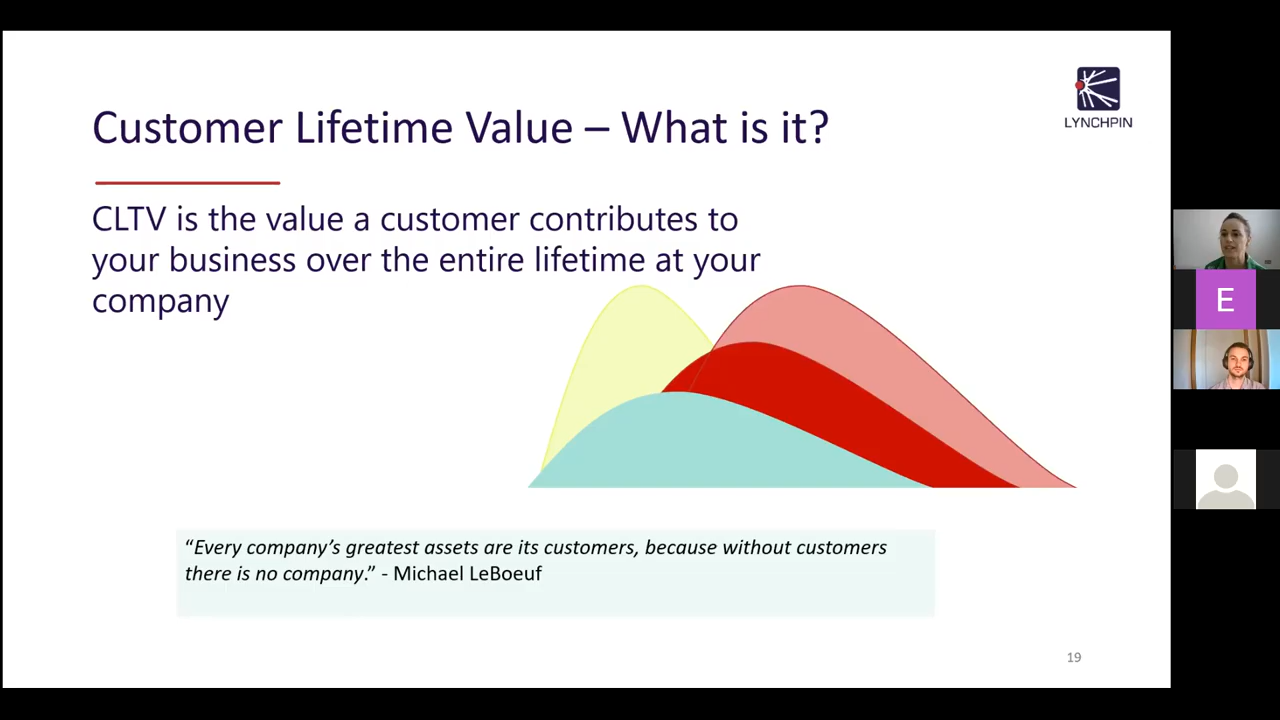 LYNCHPIN
Customer Lifetime Value – What is it?
CLTV is the value a customer contributes to
your business over the entire lifetime at your
company
E
“Every company’s greatest assets are its customers, because without customers
there is no company.” - Michael LeBoeuf
19